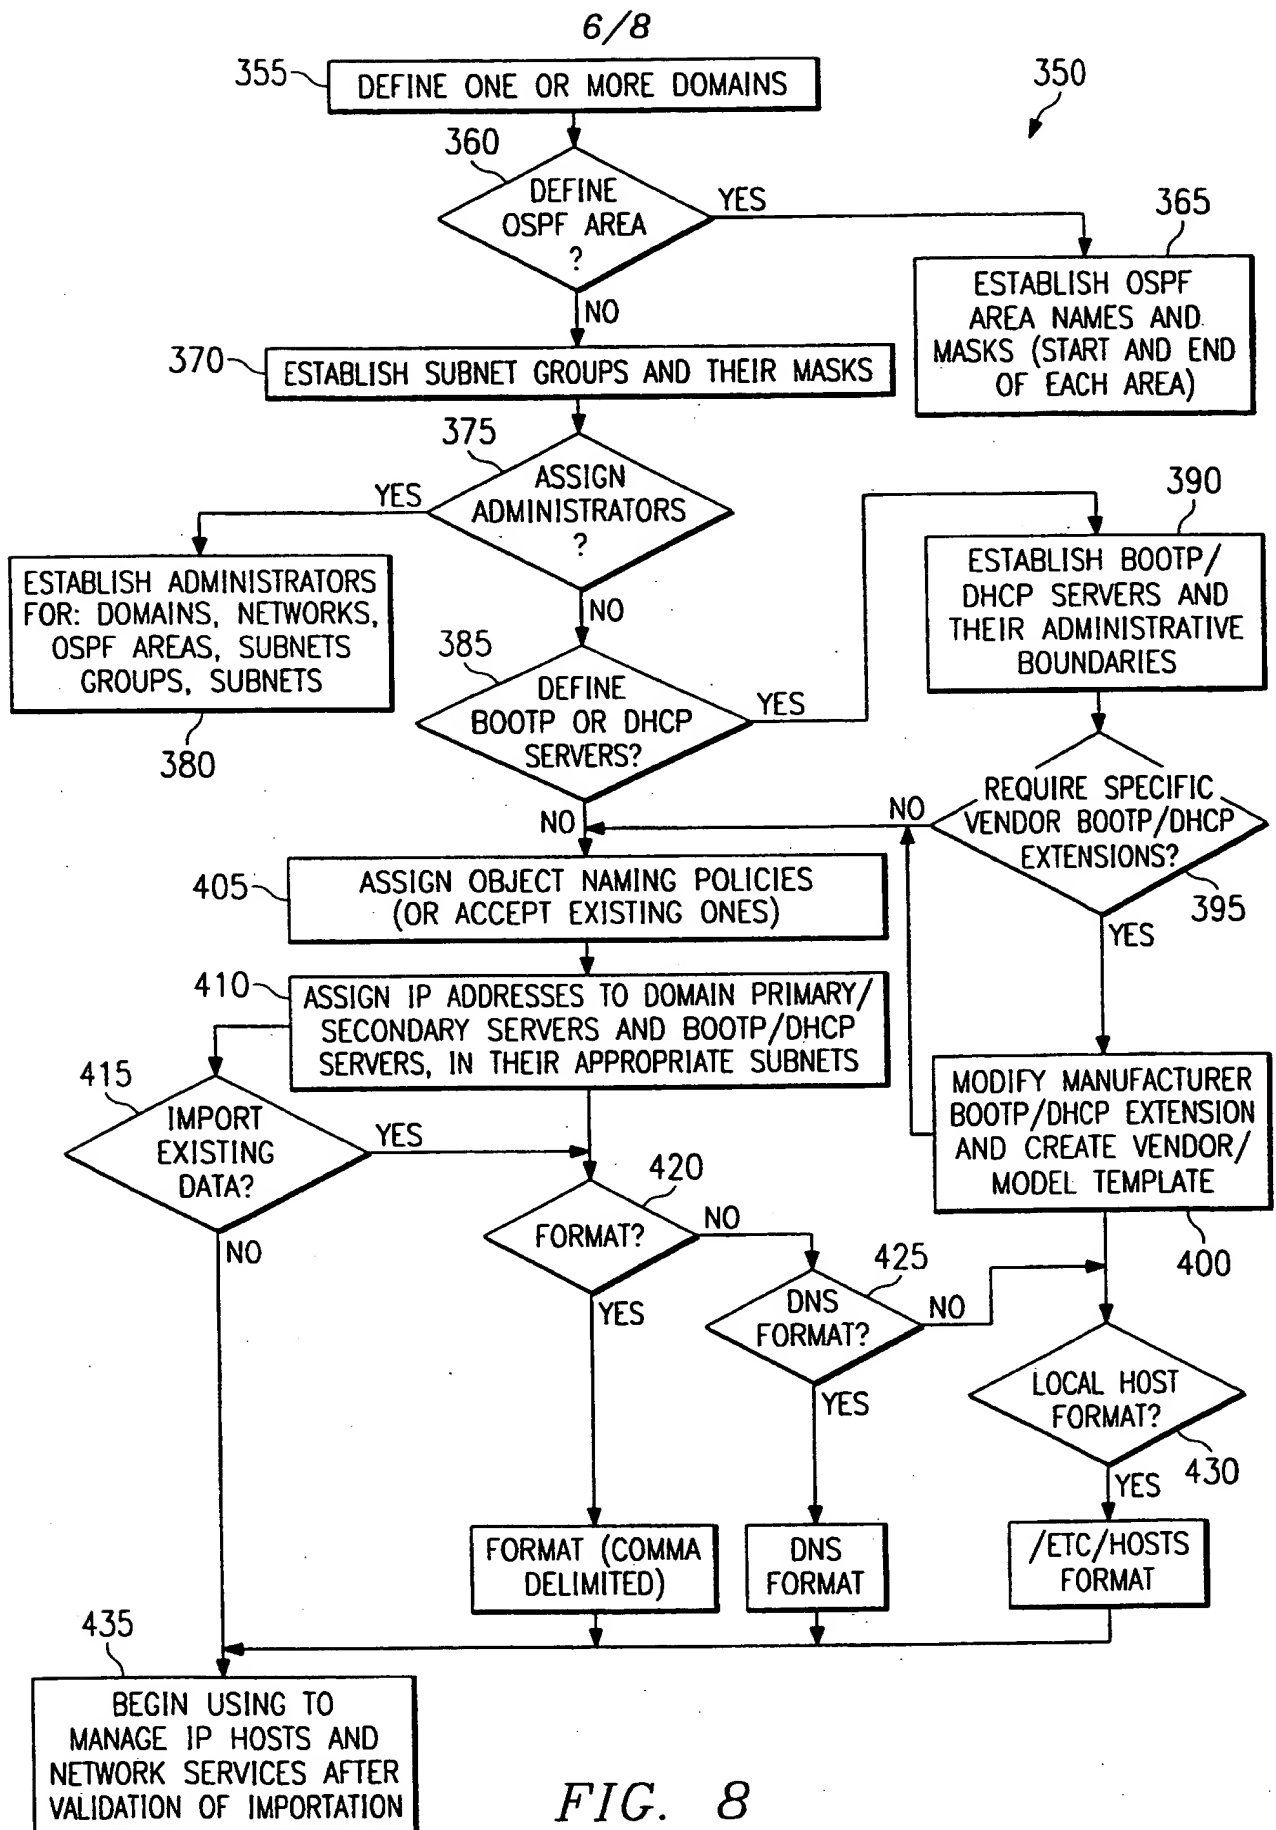 6/8
355
DEFINE ONE OR MORE DOMAINS
350
360
DEFINE
OSPF AREA
?
YES
365
ESTABLISH OSPF
AREA NAMES AND
MASKS (START AND END
OF EACH AREA)
NO
370
ESTABLISH SUBNET GROUPS AND THEIR MASKS
375
ASSIGN
ADMINISTRATORS
?
YES
ESTABLISH ADMINISTRATORS
FOR: DOMAINS, NETWORKS,
OSPF AREAS, SUBNETS
GROUPS, SUBNETS
380
NO
385
DEFINE
BOOTP OR DHCP
SERVERS?
YES
390
ESTABLISH BOOTP/
DHCP SERVERS AND
THEIR ADMINISTRATIVE
BOUNDARIES
REQUIRE SPECIFIC
VENDOR BOOTP/DHCP
EXTENSIONS?
395
NO
YES
NO
405
ASSIGN OBJECT NAMING POLICIES
(OR ACCEPT EXISTING ONES)
410
ASSIGN IP ADDRESSES TO DOMAIN PRIMARY/
SECONDARY SERVERS AND BOOTP/DHCP
SERVERS, IN THEIR APPROPRIATE SUBNETS
MODIFY MANUFACTURER
BOOTP/DHCP EXTENSION
AND CREATE VENDOR/
MODEL TEMPLATE
400
415
IMPORT
EXISTING
DATA?
YES
NO
420
FORMAT?
NO
YES
425
DNS
FORMAT?
NO
YES
LOCAL HOST
FORMAT?
430
YES
FORMAT (COMMA
DELIMITED)
DNS
FORMAT
/ETC/HOSTS
FORMAT
435
BEGIN USING TO
MANAGE IP HOSTS AND
NETWORK SERVICES AFTER
VALIDATION OF IMPORTATION
FIG. 8